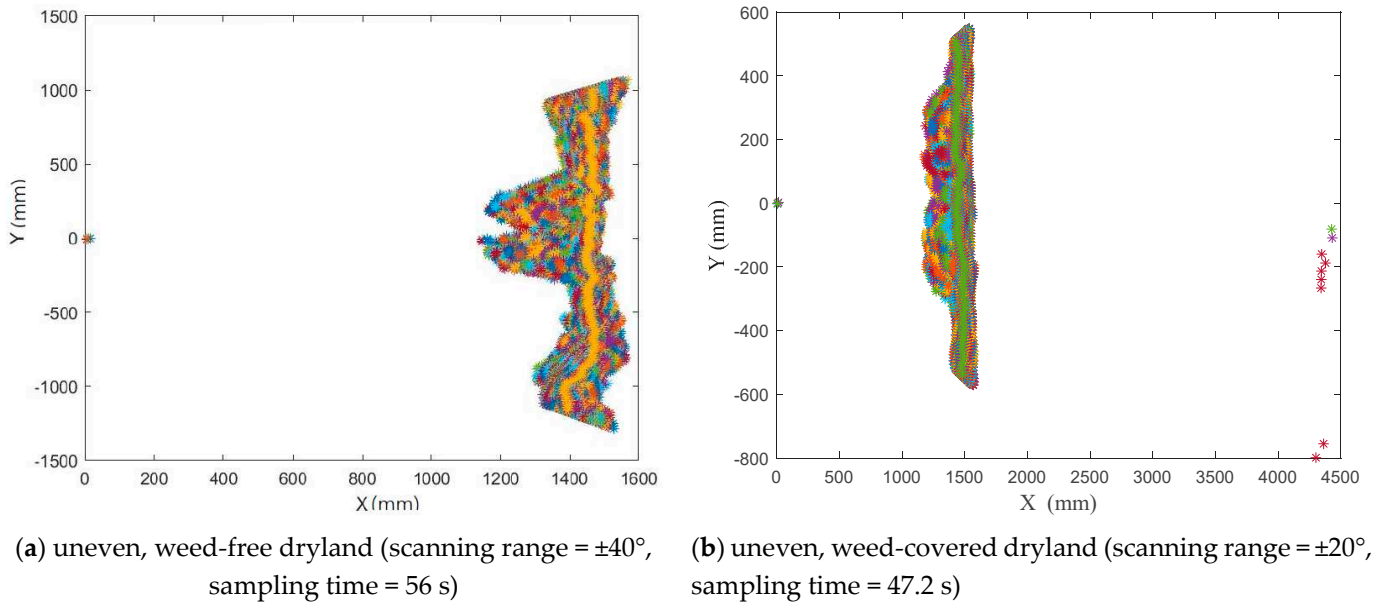 1500
1000
500
0
-500
-1000
-1500
Y (mm)
0 200 400 600 800 1000 1200 1400 1600
X (mm)
600
400
200
0
-200
-400
-600
-800
Y (mm)
0 500 1000 1500 2000 2500 3000 3500 4000 4500
X (mm)
(a) uneven, weed-free dryland (scanning range = ±40°,
sampling time = 56 s)
(b) uneven, weed-covered dryland (scanning range = ±20°,
sampling time = 47.2 s)